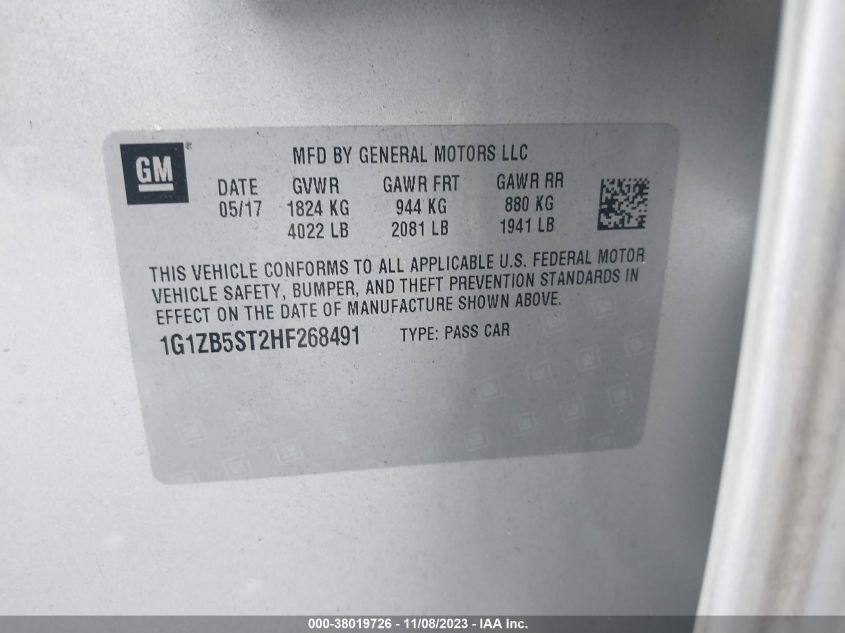 GM
MFD BY GENERAL MOTORS LLC
DATE GVWR GAWR FRT GAWR RR
05/17 1824 KG 944 KG 880 KG
4022 LB 2081 LB 1941 LB
THIS VEHICLE CONFORMS TO ALL APPLICABLE U.S. FEDERAL MOTOR
VEHICLE SAFETY, BUMPER, AND THEFT PREVENTION STANDARDS IN
EFFECT ON THE DATE OF MANUFACTURE SHOWN ABOVE.
1G1ZB5ST2HF268491 TYPE: PASS CAR
000-38019726 - 11/08/2023 - IAA Inc.